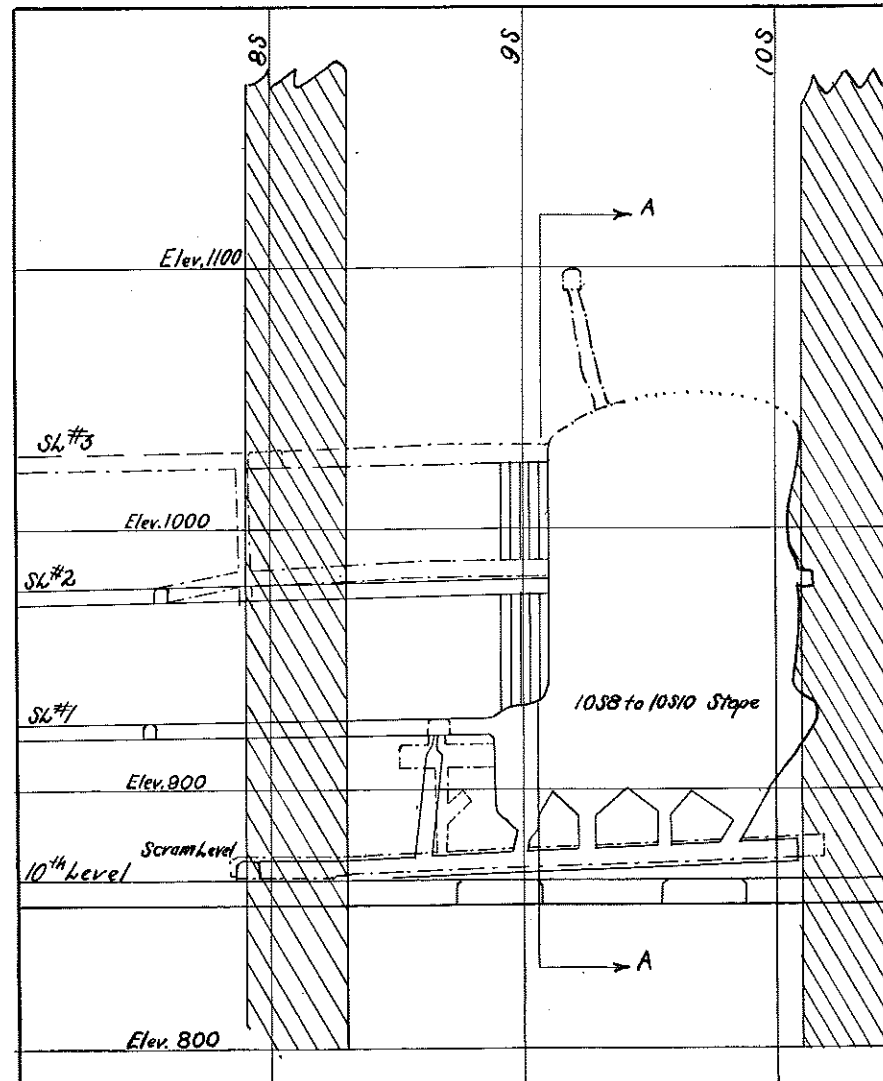 8S
9S
10S
A
Elev. 1100
SL #3
Elev. 1000
SL #2
10S8 to 10S10 Stope
SL #1
Elev. 900
Scram Level
10th Level
A
Elev. 800